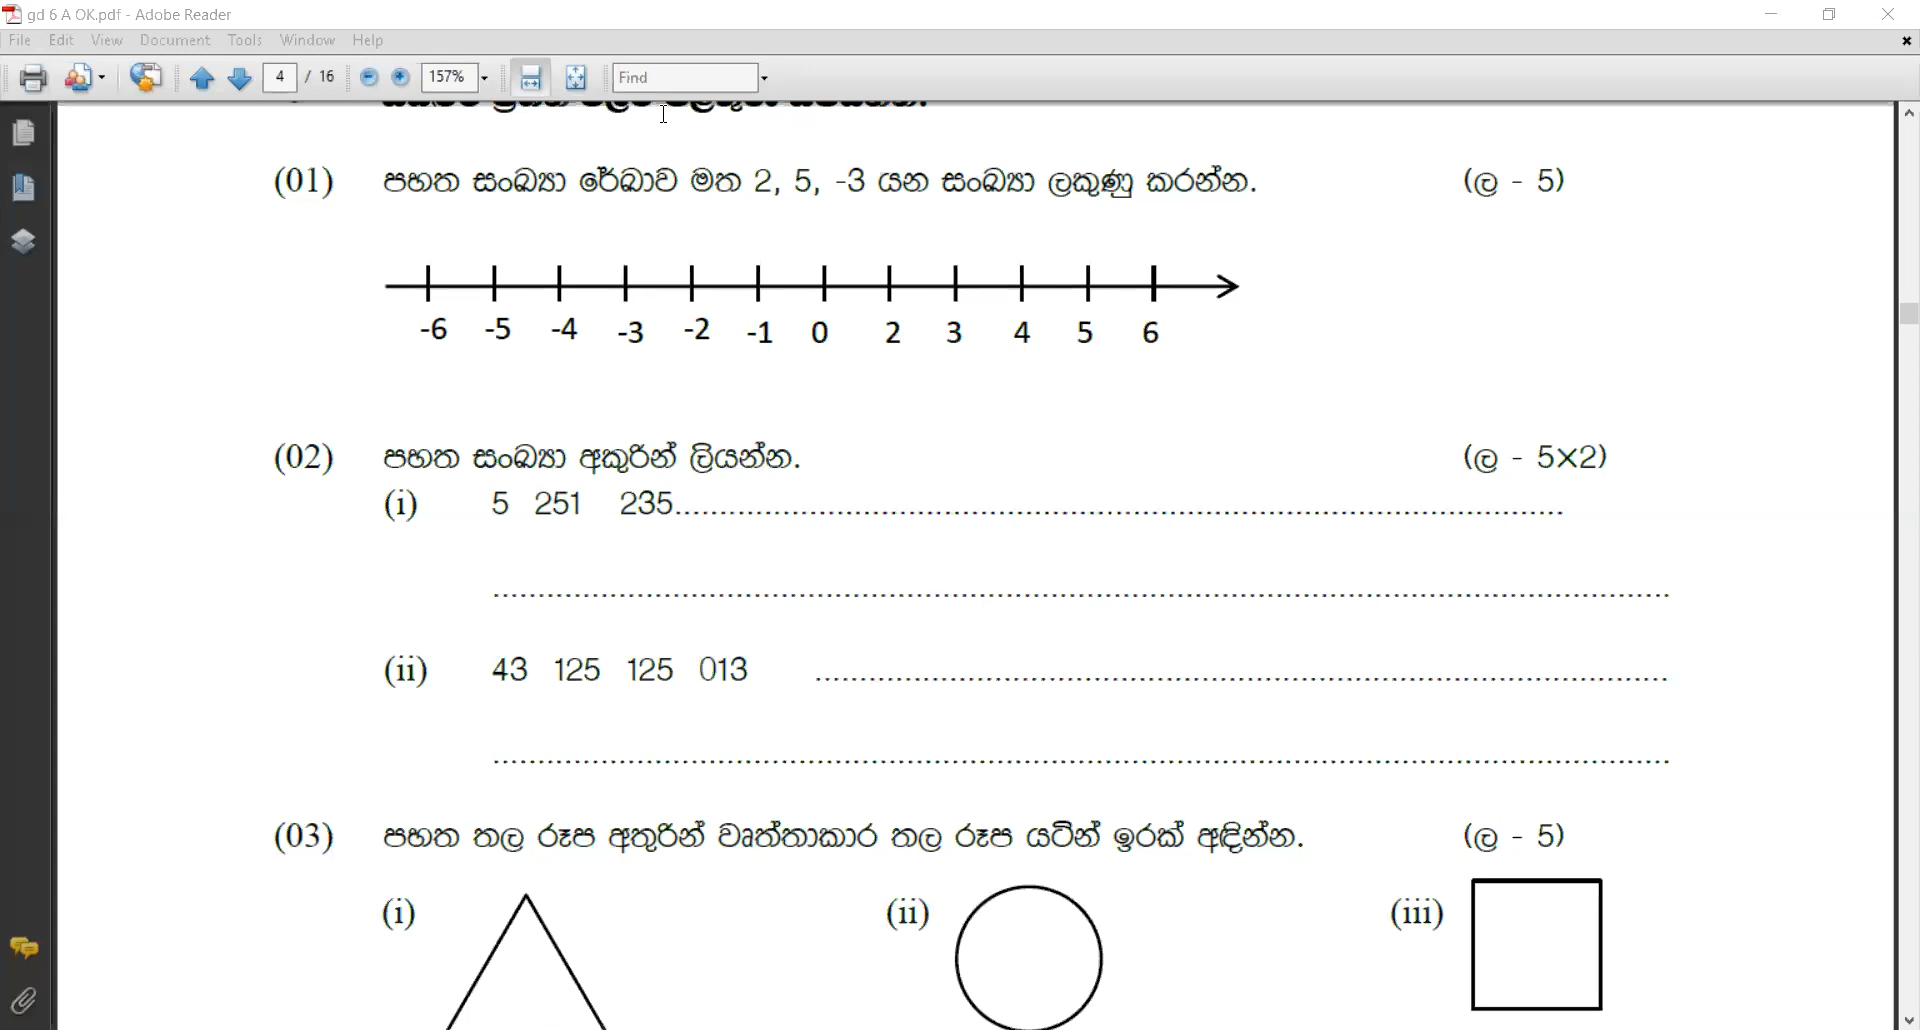 gd 6 A OK.pdf - Adobe Reader
File Edit View Document Tools Window Help
4 / 16 157% Find
(01) පහත සංඛ්‍යා රේඛාව මත 2, 5, -3 යන සංඛ්‍යා ලකුණු කරන්න. (ල - 5)
-6 -5 -4 -3 -2 -1 0 2 3 4 5 6
(02) පහත සංඛ්‍යා අකුරින් ලියන්න. (ල - 5×2)
(i) 5 251 235..................................................
..................................................
(ii) 43 125 125 013 ..................................................
..................................................
(03) පහත තල රූප අතුරින් වෘත්තාකාර තල රූප යටින් ඉරක් අඳින්න. (ල - 5)
(i) (ii) (iii)